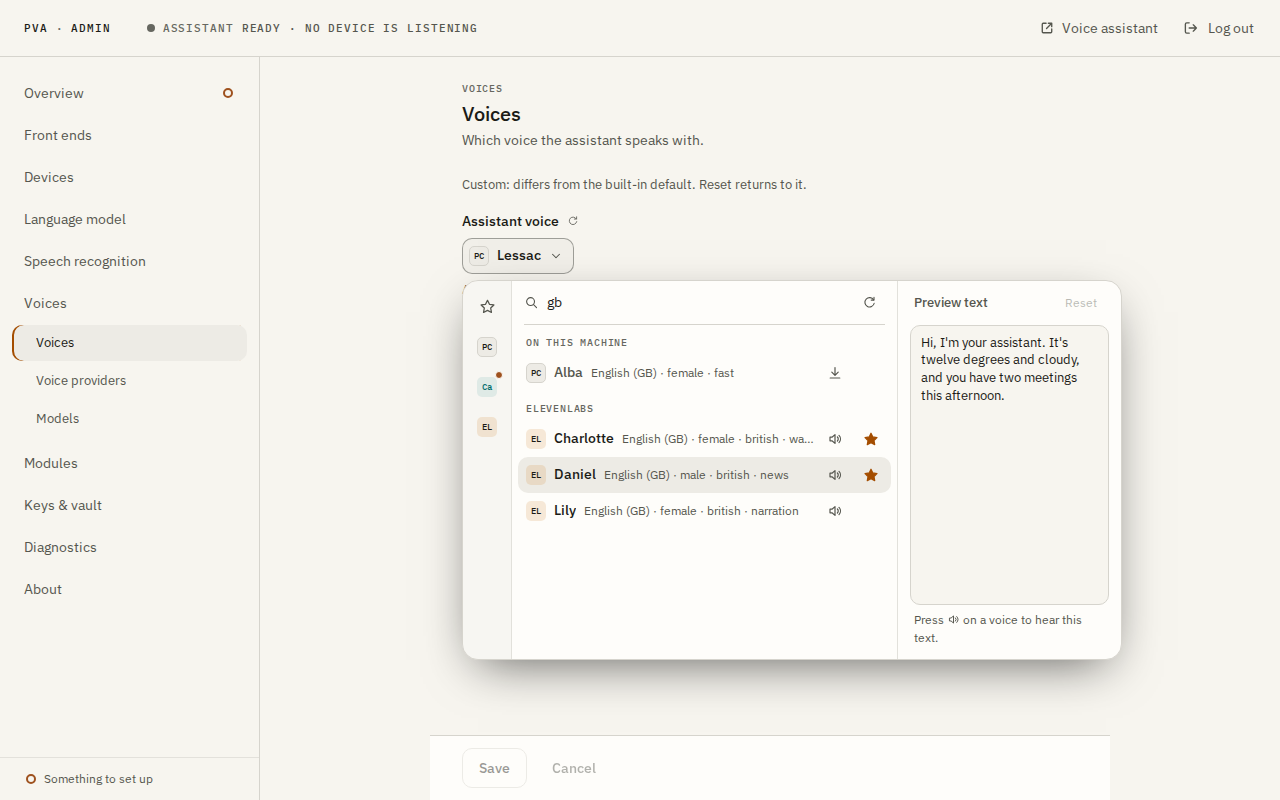 PVA · ADMIN
ASSISTANT READY · NO DEVICE IS LISTENING
Voice assistant
Log out
Overview
Front ends
Devices
Language model
Speech recognition
Voices
Voices
Voice providers
Models
Modules
Keys & vault
Diagnostics
About
Something to set up
VOICES
Voices
Which voice the assistant speaks with.
Custom: differs from the built-in default. Reset returns to it.
Assistant voice
PC Lessac
PC
Ca
EL
gb
ON THIS MACHINE
PC Alba English (GB) · female · fast
ELEVENLABS
EL Charlotte English (GB) · female · british · wa...
EL Daniel English (GB) · male · british · news
EL Lily English (GB) · female · british · narration
Preview text
Reset
Hi, I'm your assistant. It's
twelve degrees and cloudy,
and you have two meetings
this afternoon.
Press on a voice to hear this
text.
Save
Cancel